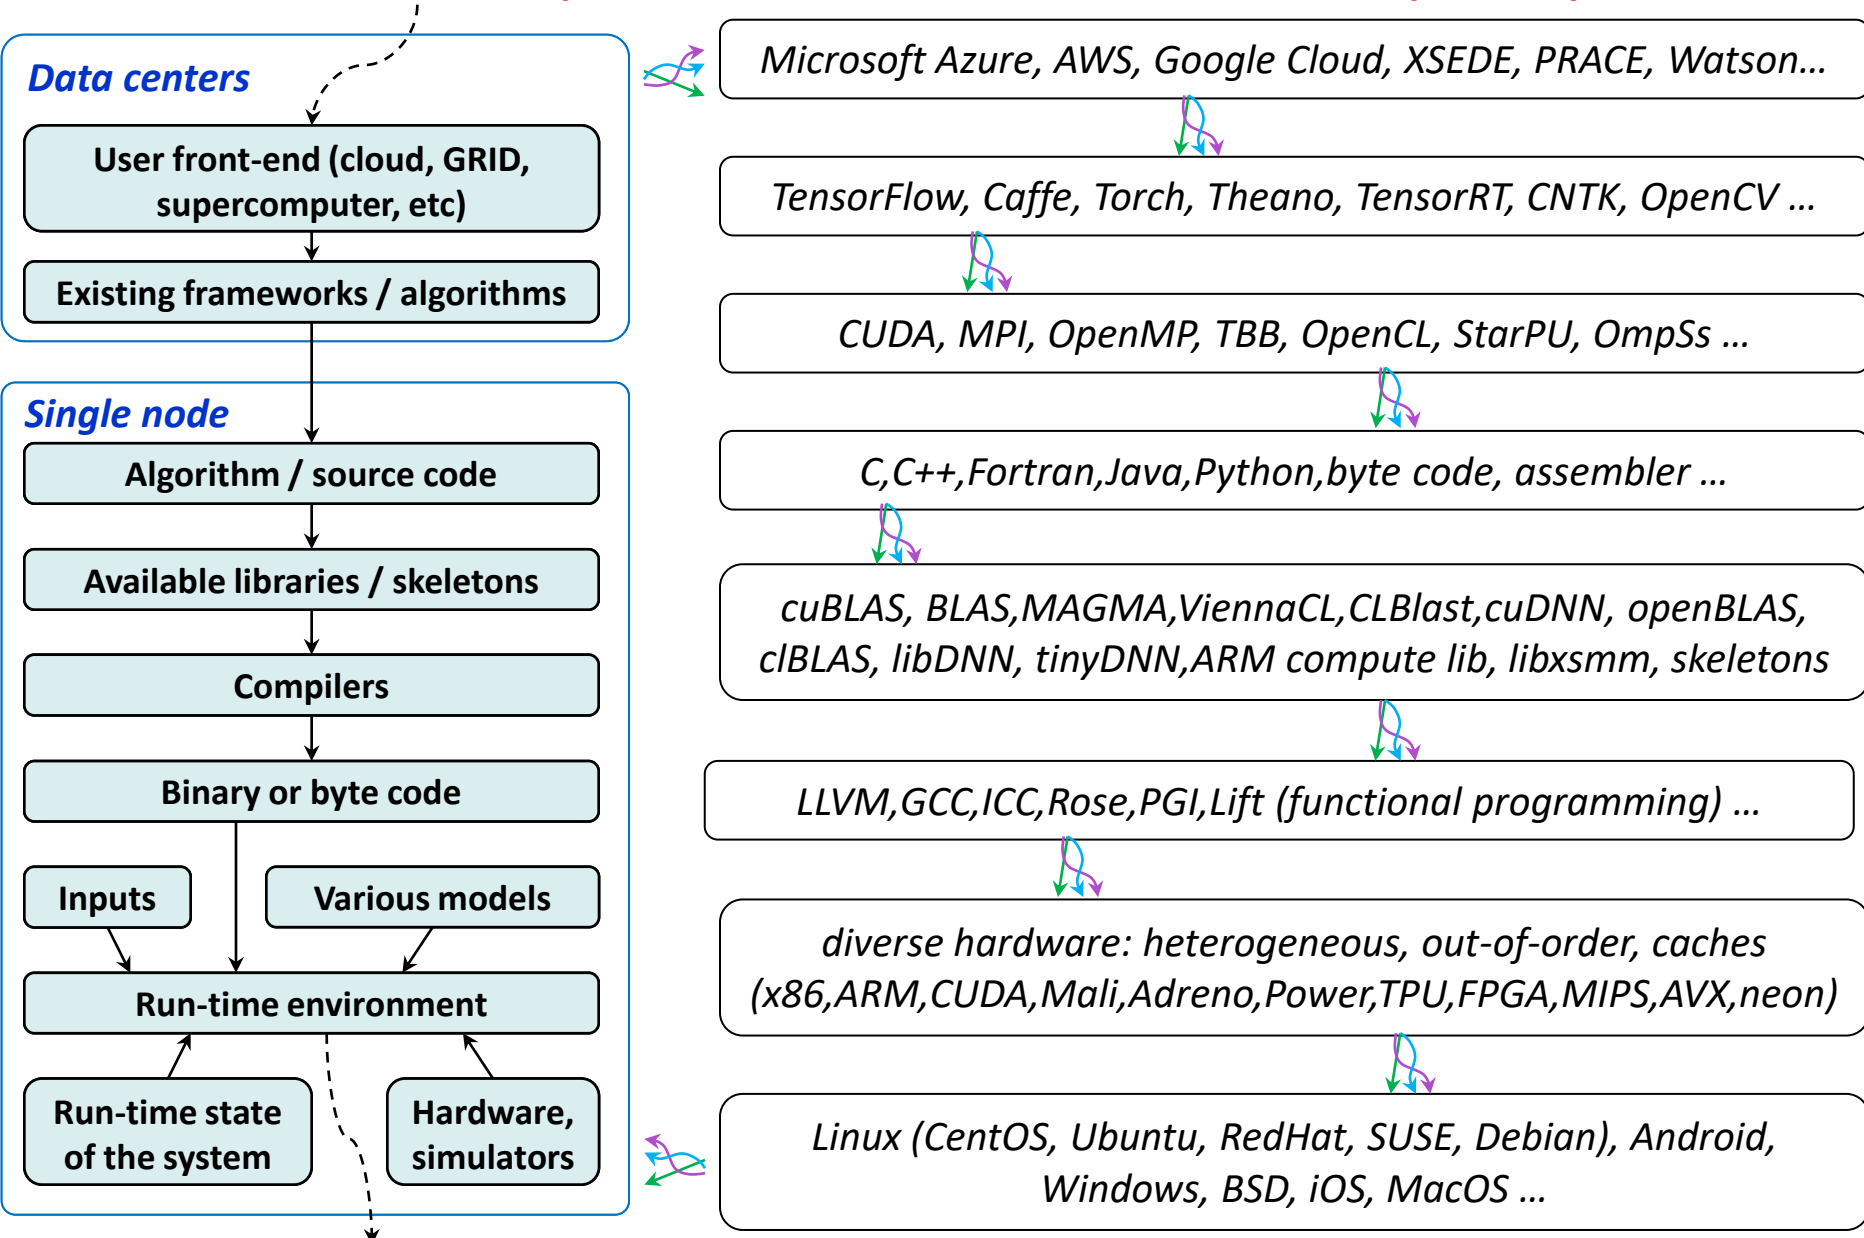 Data centers
User front-end (cloud, GRID,
supercomputer, etc)
Existing frameworks / algorithms
Single node
Algorithm / source code
Available libraries / skeletons
Compilers
Binary or byte code
Inputs
Various models
Run-time environment
Run-time state
of the system
Hardware,
simulators
Microsoft Azure, AWS, Google Cloud, XSEDE, PRACE, Watson...
TensorFlow, Caffe, Torch, Theano, TensorRT, CNTK, OpenCV ...
CUDA, MPI, OpenMP, TBB, OpenCL, StarPU, OmpSs ...
C,C++,Fortran,Java,Python,byte code, assembler ...
cuBLAS, BLAS,MAGMA,ViennaCL,CLBlast,cuDNN, openBLAS,
clBLAS, libDNN, tinyDNN,ARM compute lib, libxsmm, skeletons
LLVM,GCC,ICC,Rose,PGI,Lift (functional programming) ...
diverse hardware: heterogeneous, out-of-order, caches
(x86,ARM,CUDA,Mali,Adreno,Power,TPU,FPGA,MIPS,AVX,neon)
Linux (CentOS, Ubuntu, RedHat, SUSE, Debian), Android,
Windows, BSD, iOS, MacOS ...